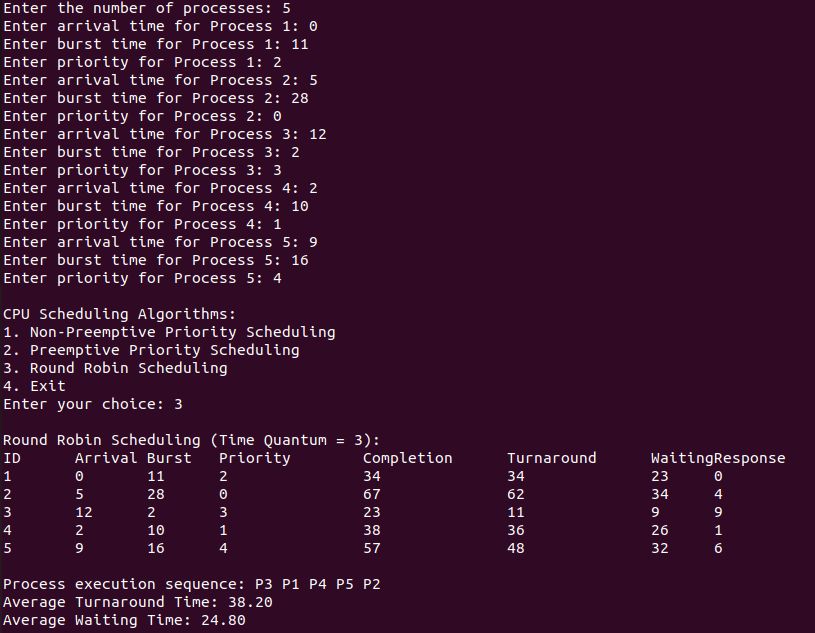 Enter the number of processes: 5
Enter arrival time for Process 1: 0
Enter burst time for Process 1: 11
Enter priority for Process 1: 2
Enter arrival time for Process 2: 5
Enter burst time for Process 2: 28
Enter priority for Process 2: 0
Enter arrival time for Process 3: 12
Enter burst time for Process 3: 2
Enter priority for Process 3: 3
Enter arrival time for Process 4: 2
Enter burst time for Process 4: 10
Enter priority for Process 4: 1
Enter arrival time for Process 5: 9
Enter burst time for Process 5: 16
Enter priority for Process 5: 4
CPU Scheduling Algorithms:
1. Non-Preemptive Priority Scheduling
2. Preemptive Priority Scheduling
3. Round Robin Scheduling
4. Exit
Enter your choice: 3
Round Robin Scheduling (Time Quantum = 3):
ID Arrival Burst Priority Completion Turnaround WaitingResponse
1 0 11 2 34 34 23 0
2 5 28 0 67 62 34 4
3 12 2 3 23 11 9 9
4 2 10 1 38 36 26 1
5 9 16 4 57 48 32 6
Process execution sequence: P3 P1 P4 P5 P2
Average Turnaround Time: 38.20
Average Waiting Time: 24.80